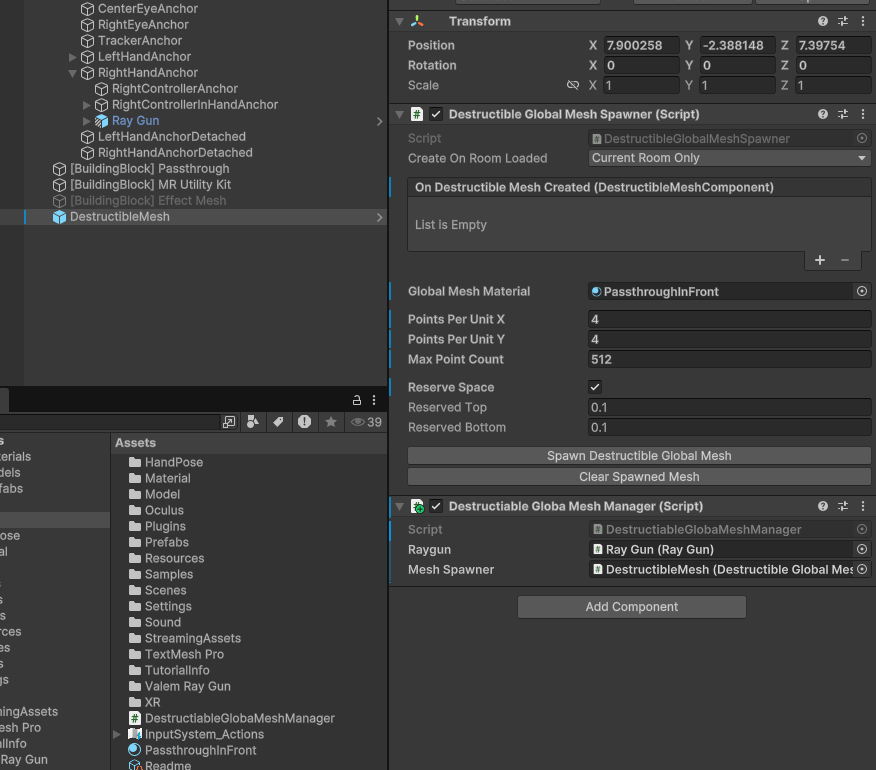 CenterEyeAnchor
RightEyeAnchor
TrackerAnchor
LeftHandAnchor
RightHandAnchor
RightControllerAnchor
RightControllerInHandAnchor
Ray Gun
LeftHandAnchorDetached
RightHandAnchorDetached
[BuildingBlock] Passthrough
[BuildingBlock] MR Utility Kit
[BuildingBlock] Effect Mesh
DestructibleMesh
39
s
erials
dels
fabs
ose
al
s
s
rces
es
s
gs
ningAssets
esh Pro
lInfo
Ray Gun
Assets
HandPose
Material
Model
Oculus
Plugins
Prefabs
Resources
Samples
Scenes
Settings
Sound
StreamingAssets
TextMesh Pro
TutorialInfo
Valem Ray Gun
XR
DestructiableGlobaMeshManager
InputSystem_Actions
PassthroughInFront
Readme
Transform
Position X 7.900258 Y -2.388148 Z 7.39754
Rotation X 0 Y 0 Z 0
Scale X 1 Y 1 Z 1
# Destructible Global Mesh Spawner (Script)
Script # DestructibleGlobalMeshSpawner
Create On Room Loaded Current Room Only
On Destructible Mesh Created (DestructibleMeshComponent)
List is Empty
+ −
Global Mesh Material PassthroughInFront
Points Per Unit X 4
Points Per Unit Y 4
Max Point Count 512
Reserve Space
Reserved Top 0.1
Reserved Bottom 0.1
Spawn Destructible Global Mesh
Clear Spawned Mesh
# Destructiable Globa Mesh Manager (Script)
Script # DestructiableGlobaMeshManager
Raygun # Ray Gun (Ray Gun)
Mesh Spawner # DestructibleMesh (Destructible Global Mes
Add Component